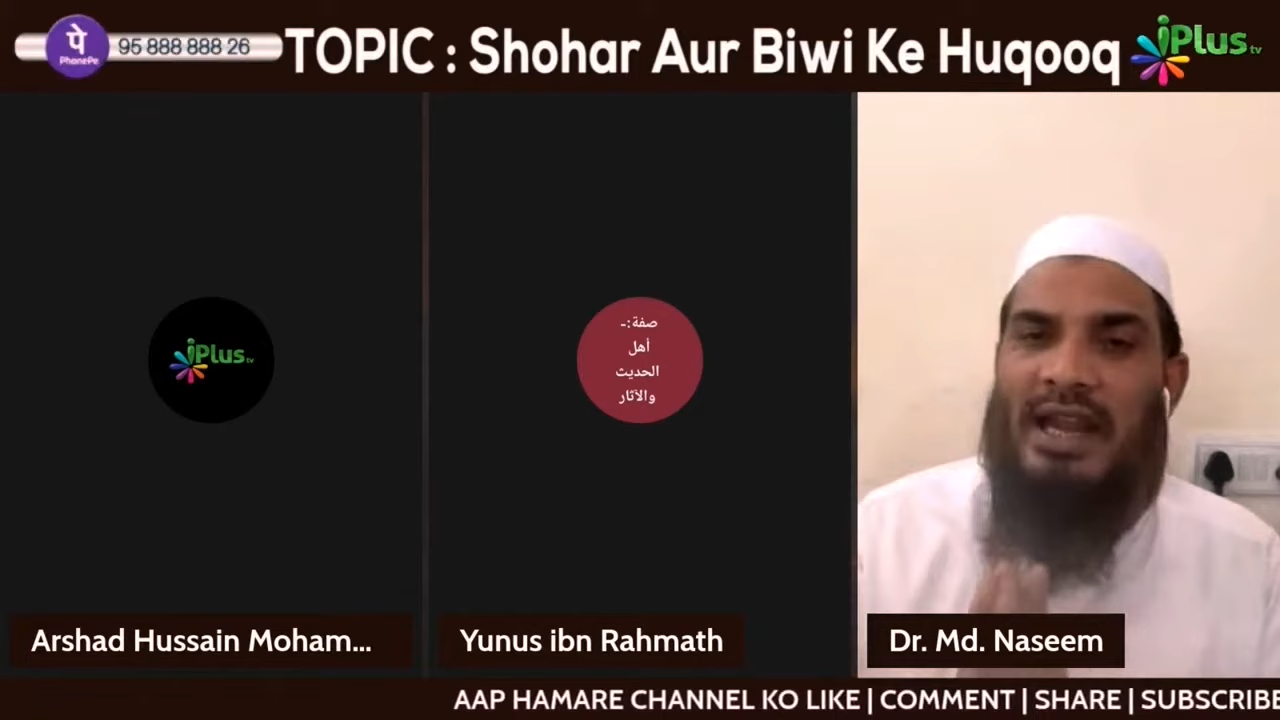 पे
PhonePe
95 888 888 26
TOPIC : Shohar Aur Biwi Ke Huqooq
iPlus tv
iPlus tv
صفة:-
أهل
الحديث
والآثار
Arshad Hussain Moham...
Yunus ibn Rahmath
Dr. Md. Naseem
AAP HAMARE CHANNEL KO LIKE | COMMENT | SHARE | SUBSCRIBE